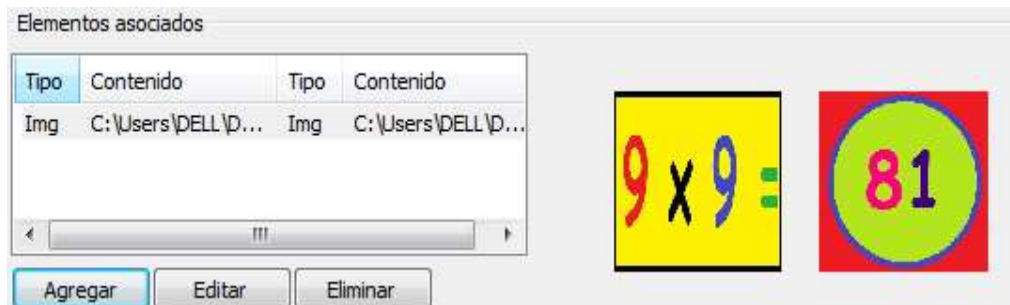 Elementos asociados
Tipo Contenido Tipo Contenido
Img C:\Users\DELL\D... Img C:\Users\DELL\D...
9 x 9 =
81
Agregar Editar Eliminar